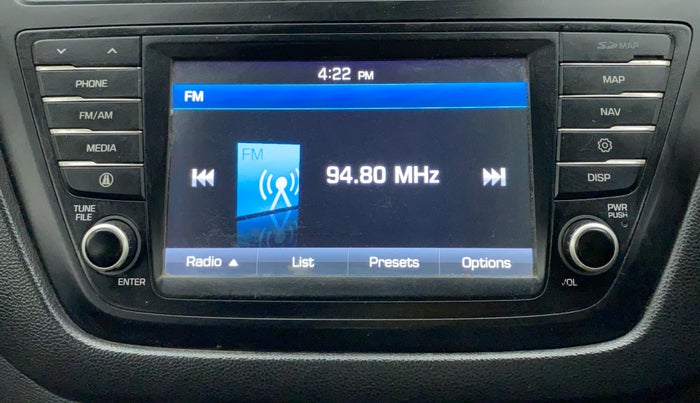 4:22 PM
SD MAP
PHONE
FM
MAP
FM/AM
FM
NAV
MEDIA
94.80 MHz
DISP
TUNE
FILE
PWR
PUSH
Radio ▲
List
Presets
Options
ENTER
VOL